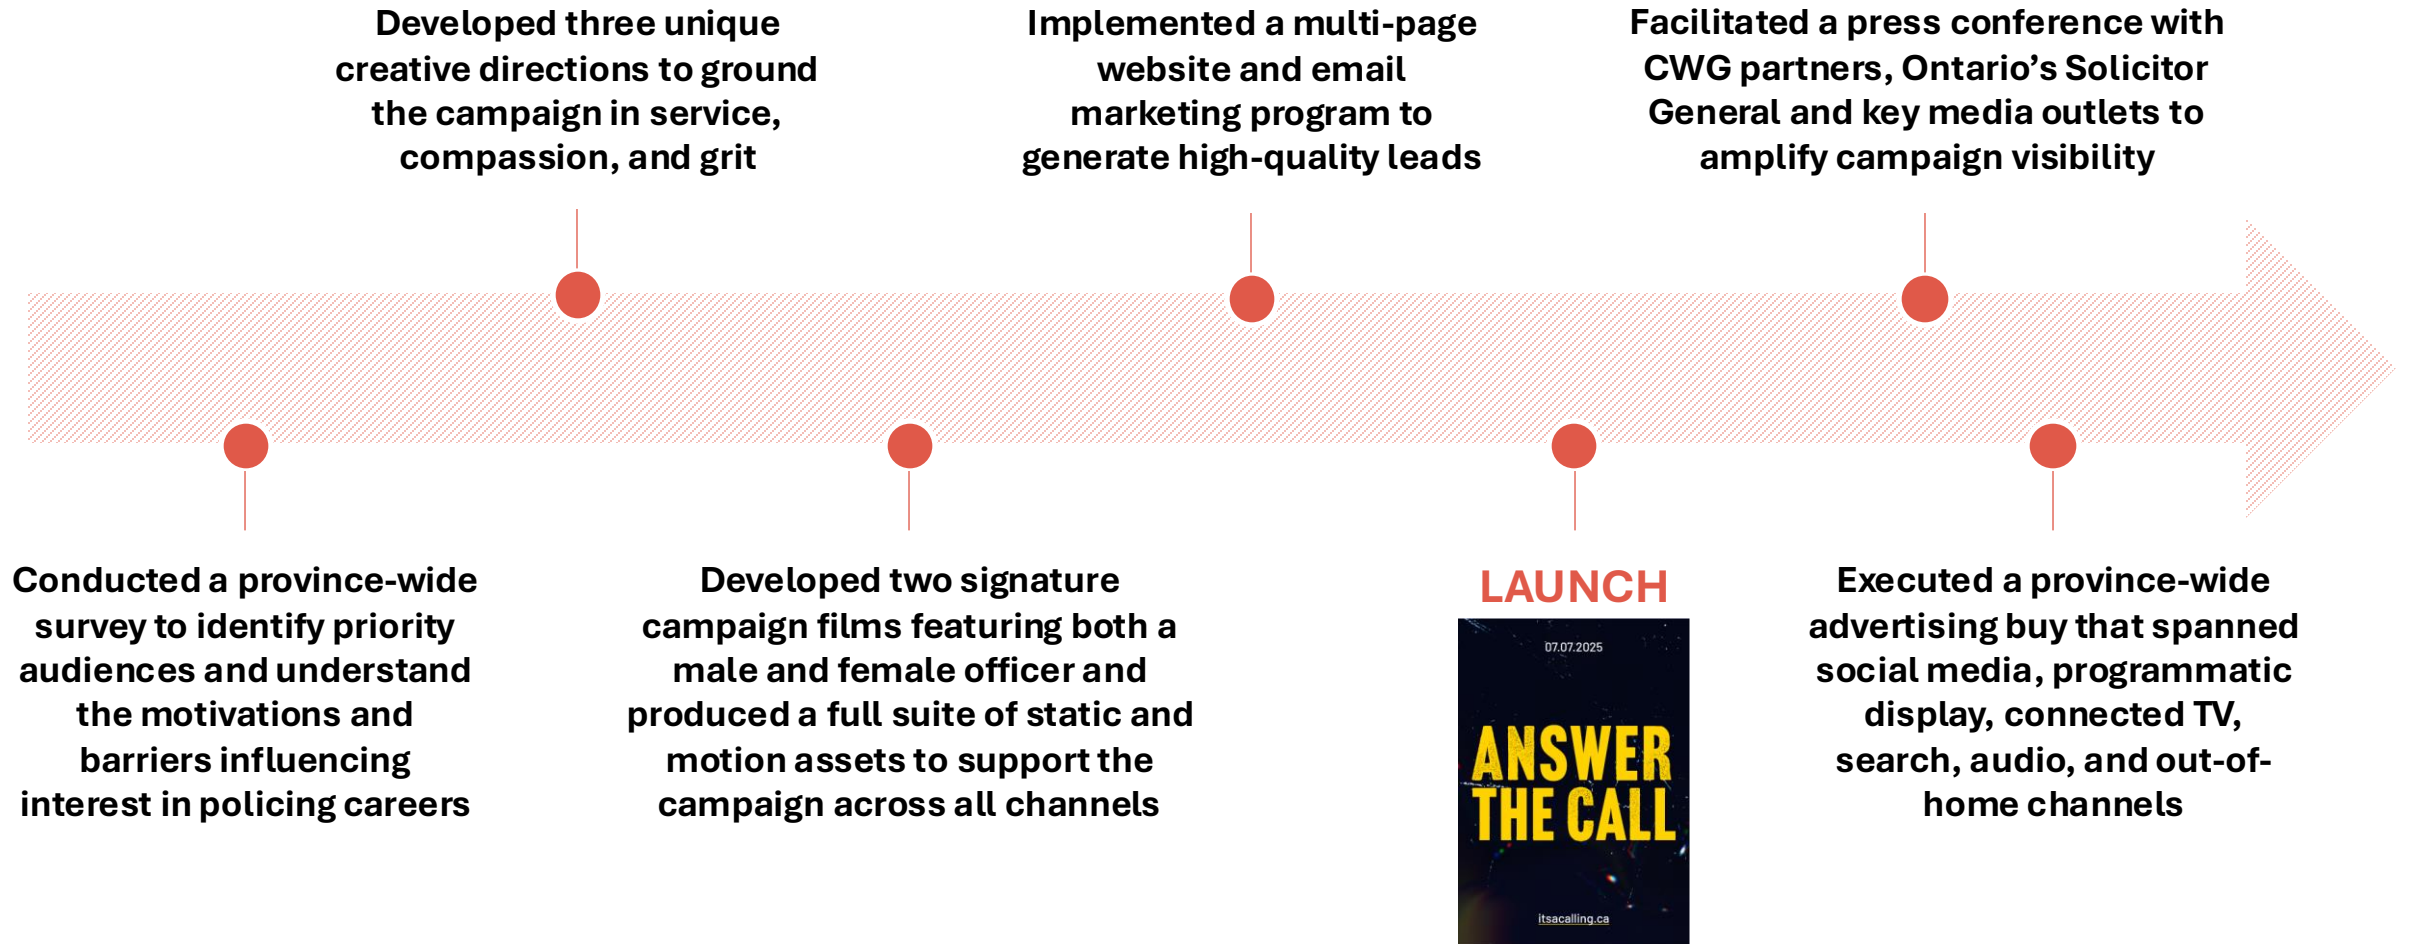 Developed three unique
creative directions to ground
the campaign in service,
compassion, and grit
Implemented a multi-page
website and email
marketing program to
generate high-quality leads
Facilitated a press conference with
CWG partners, Ontario’s Solicitor
General and key media outlets to
amplify campaign visibility
Conducted a province-wide
survey to identify priority
audiences and understand
the motivations and
barriers influencing
interest in policing careers
Developed two signature
campaign films featuring both a
male and female officer and
produced a full suite of static and
motion assets to support the
campaign across all channels
LAUNCH
07.07.2025
ANSWER
THE CALL
itsacalling.ca
Executed a province-wide
advertising buy that spanned
social media, programmatic
display, connected TV,
search, audio, and out-of-
home channels